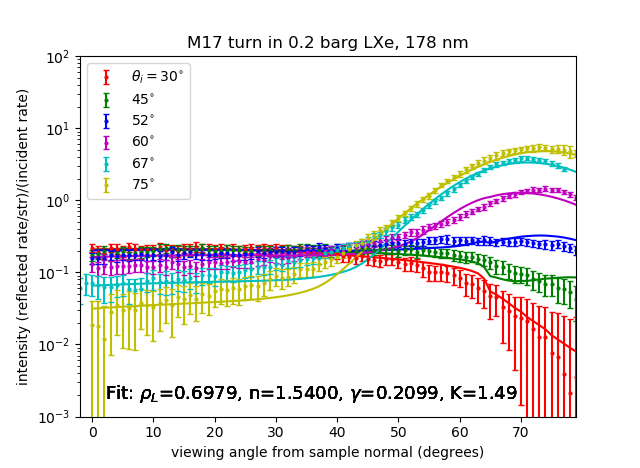 M17 turn in 0.2 barg LXe, 178 nm
intensity (reflected rate/str)/(incident rate)
10²
10¹
10⁰
10⁻¹
10⁻²
10⁻³
θᵢ = 30°
45°
52°
60°
67°
75°
Fit: ρ_L=0.6979, n=1.5400, γ=0.2099, K=1.49
0 10 20 30 40 50 60 70
viewing angle from sample normal (degrees)